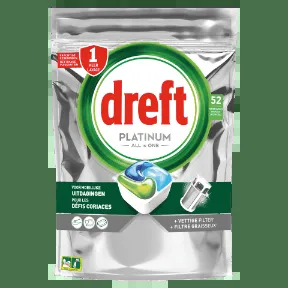 1
dreft
52
PLATINUM
ALL in ONE
VOOR MOEILIJKE
UITDAGINGEN
POUR LES
DÉFIS CORIACES
+ VETTIGE FILTER
+ FILTRE GRAISSEUX